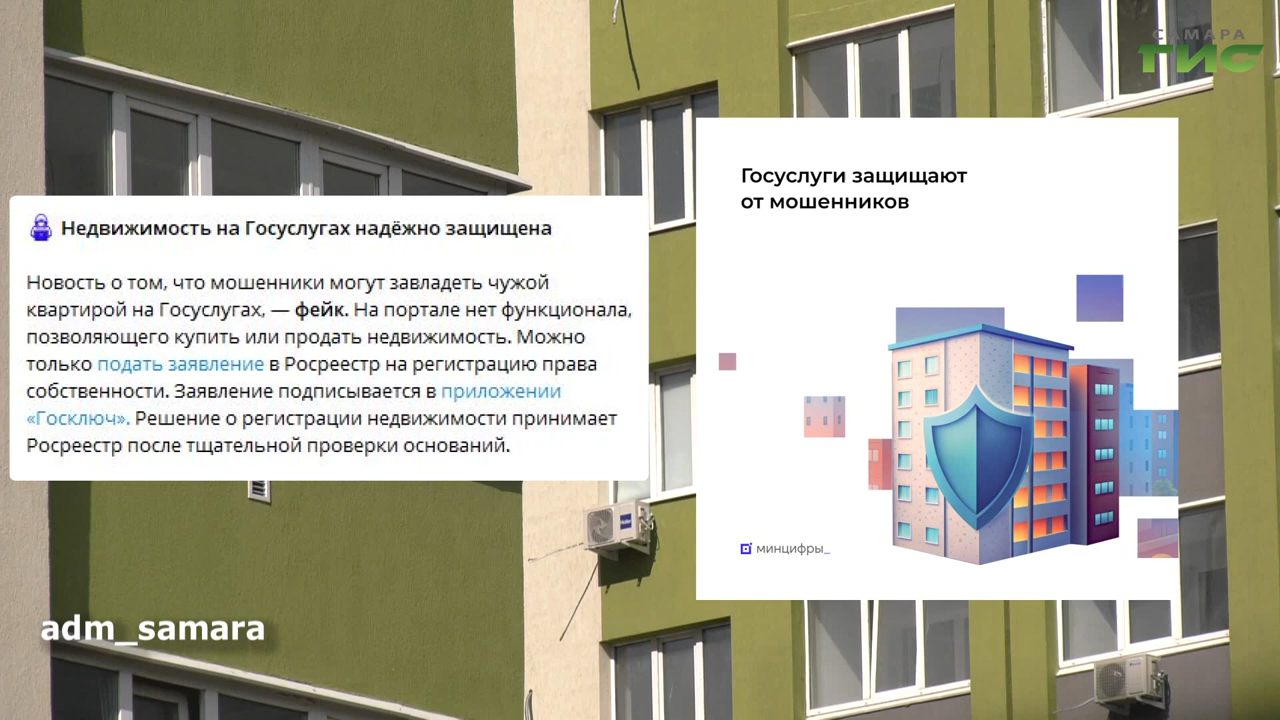 САМАРА
ГИС
Госуслуги защищают
от мошенников
Недвижимость на Госуслугах надёжно защищена
Новость о том, что мошенники могут завладеть чужой
квартирой на Госуслугах, — фейк. На портале нет функционала,
позволяющего купить или продать недвижимость. Можно
только подать заявление в Росреестр на регистрацию права
собственности. Заявление подписывается в приложении
«Госключ». Решение о регистрации недвижимости принимает
Росреестр после тщательной проверки оснований.
минцифры_
adm_samara